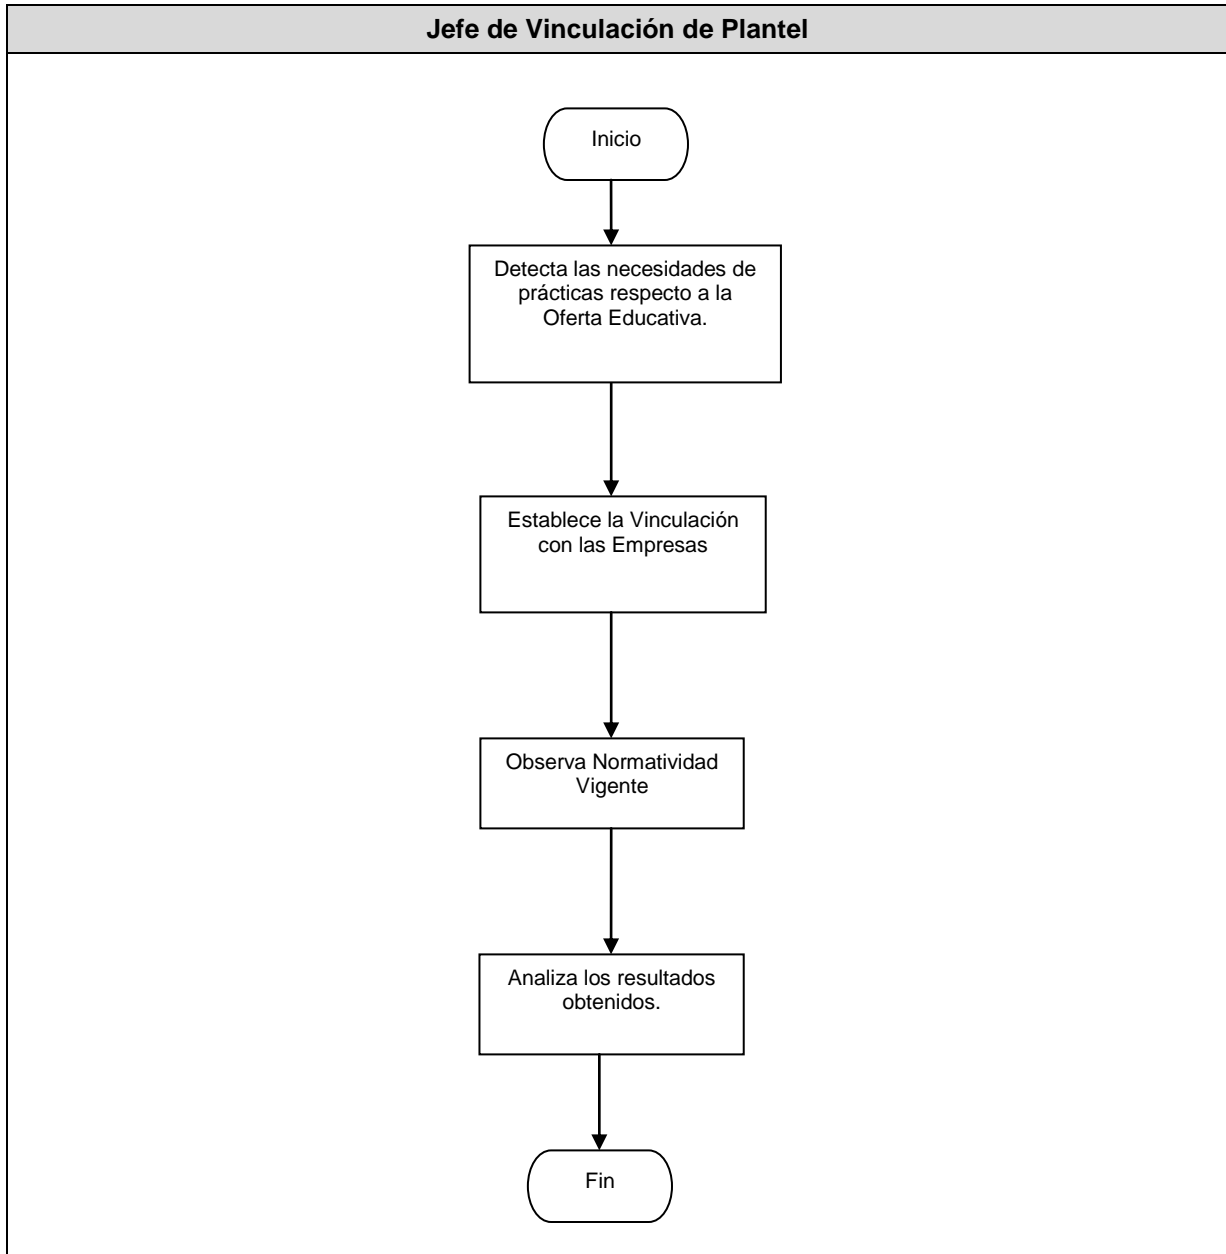 Jefe de Vinculación de Plantel
Inicio
Detecta las necesidades de
prácticas respecto a la
Oferta Educativa.
Establece la Vinculación
con las Empresas
Observa Normatividad
Vigente
Analiza los resultados
obtenidos.
Fin